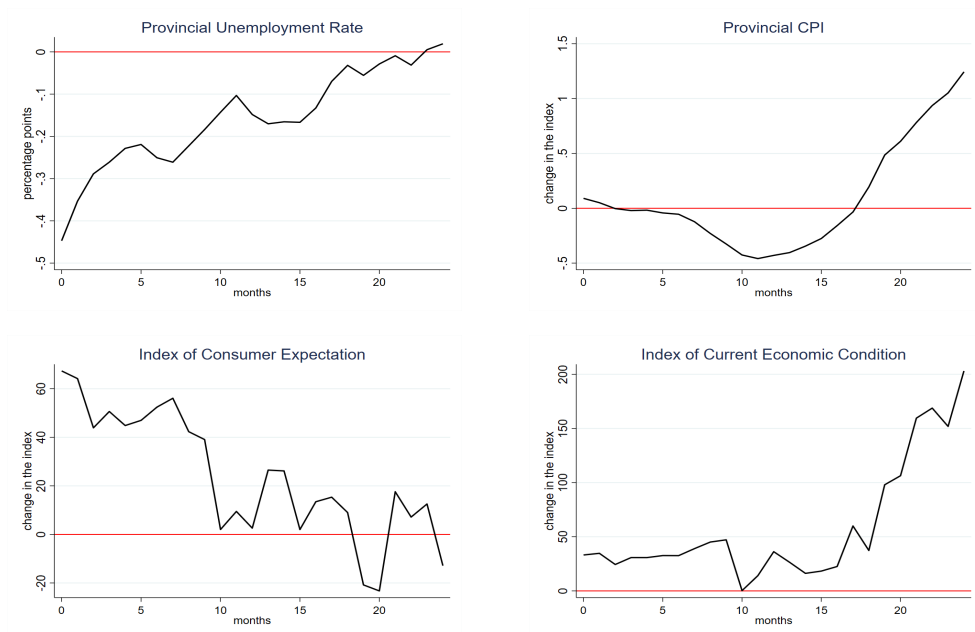 Provincial Unemployment Rate
percentage points
0
-.1
-.2
-.3
-.4
-.5
0 5 10 15 20
months
Provincial CPI
change in the index
1.5
1
.5
0
-.5
0 5 10 15 20
months
Index of Consumer Expectation
change in the index
60
40
20
0
-20
0 5 10 15 20
months
Index of Current Economic Condition
change in the index
200
150
100
50
0
0 5 10 15 20
months